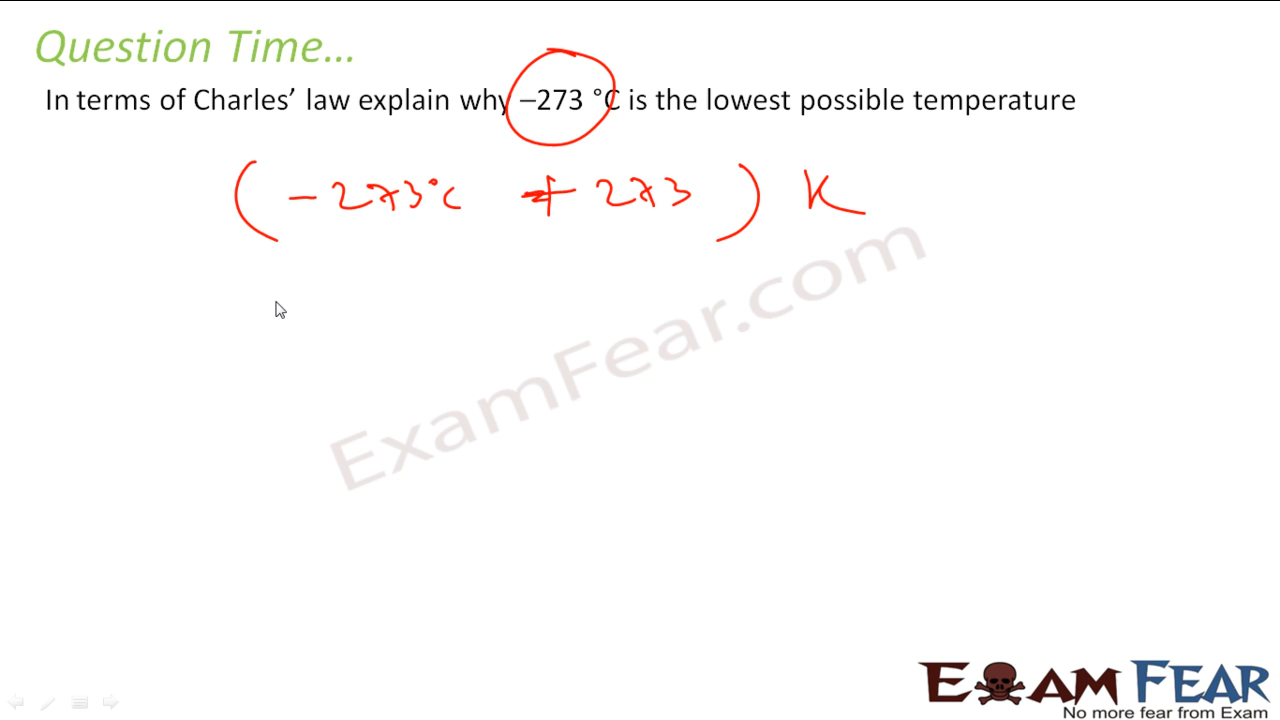 Question Time...
In terms of Charles' law explain why –273 °C is the lowest possible temperature
( – 273°C + 273 ) K
ExamFear.com
EXAM FEAR
No more fear from Exam